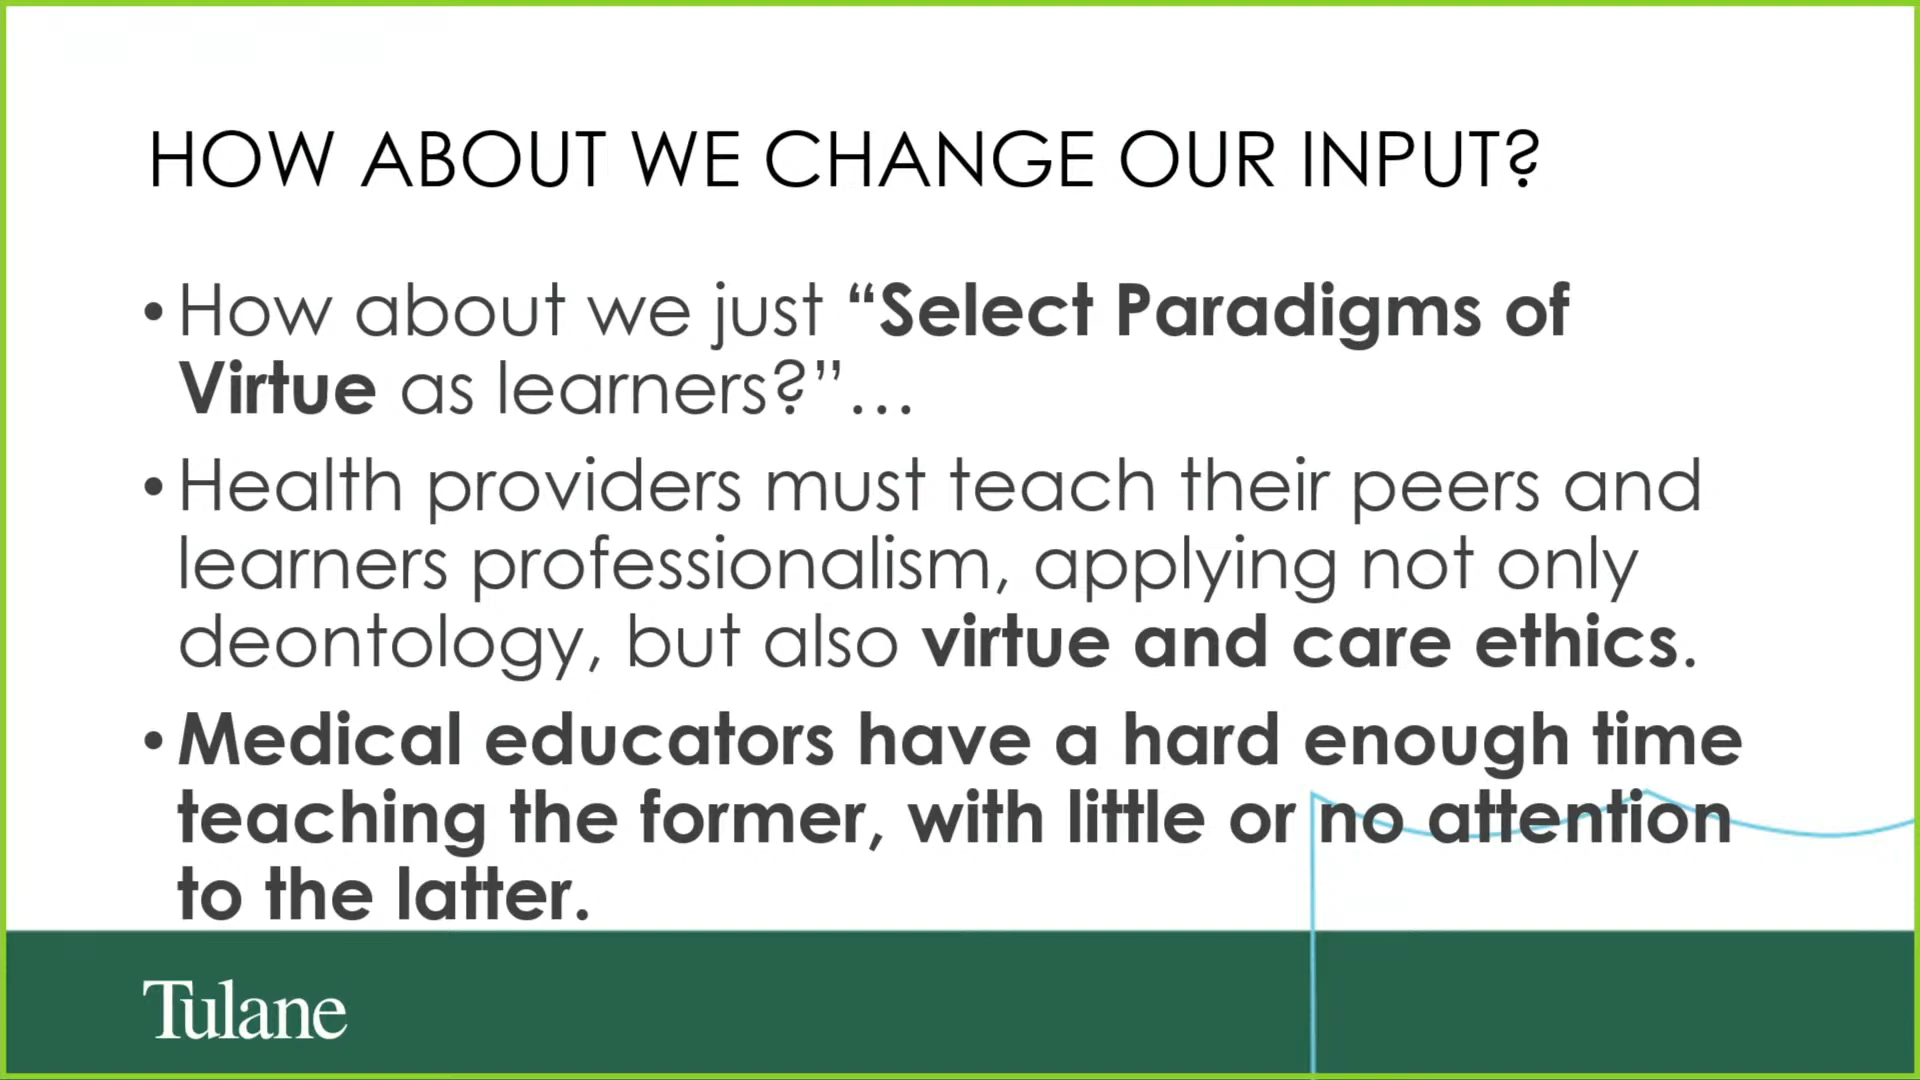 HOW ABOUT WE CHANGE OUR INPUT?
• How about we just “Select Paradigms of
Virtue as learners?”...
• Health providers must teach their peers and
learners professionalism, applying not only
deontology, but also virtue and care ethics.
• Medical educators have a hard enough time
teaching the former, with little or no attention
to the latter.
Tulane